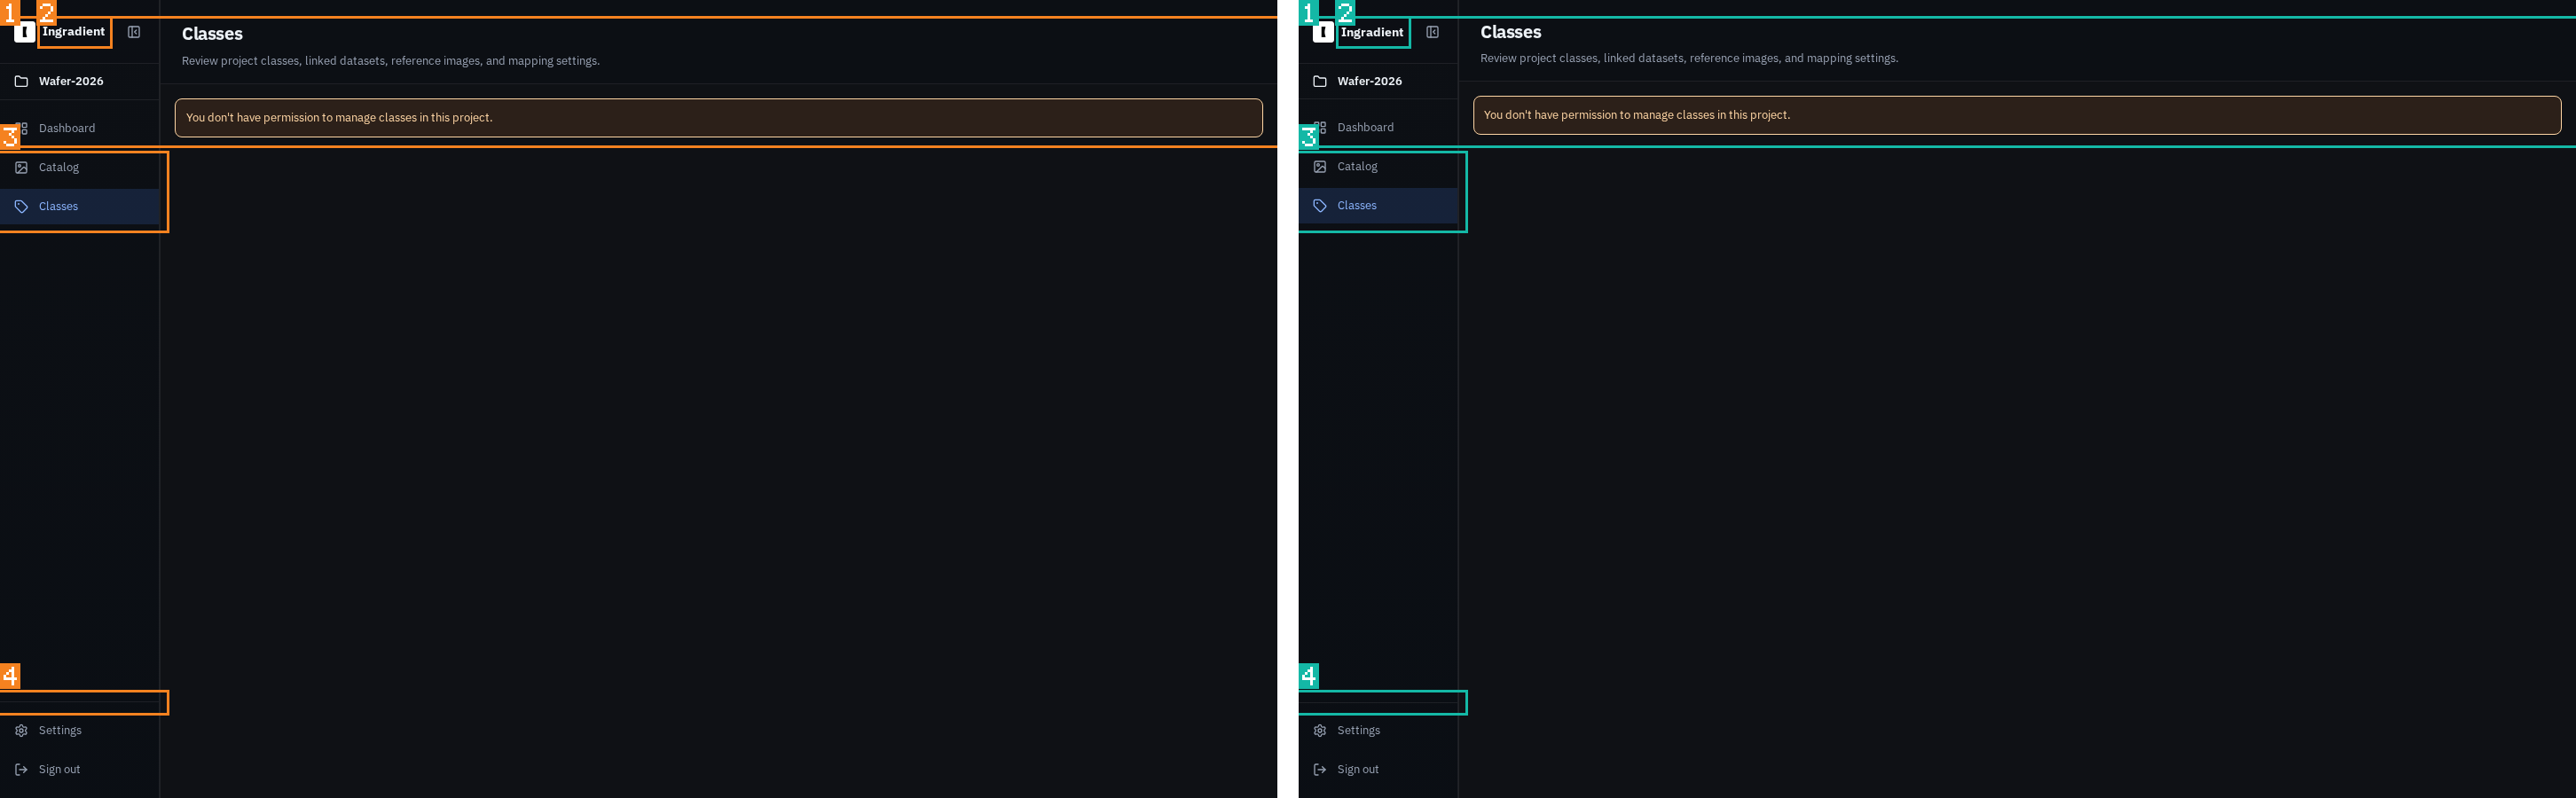 1 2
Ingradient
Classes
Review project classes, linked datasets, reference images, and mapping settings.
Wafer-2026
You don't have permission to manage classes in this project.
Dashboard
3
Catalog
Classes
4
Settings
Sign out
1 2
Ingradient
Classes
Review project classes, linked datasets, reference images, and mapping settings.
Wafer-2026
You don't have permission to manage classes in this project.
Dashboard
3
Catalog
Classes
4
Settings
Sign out